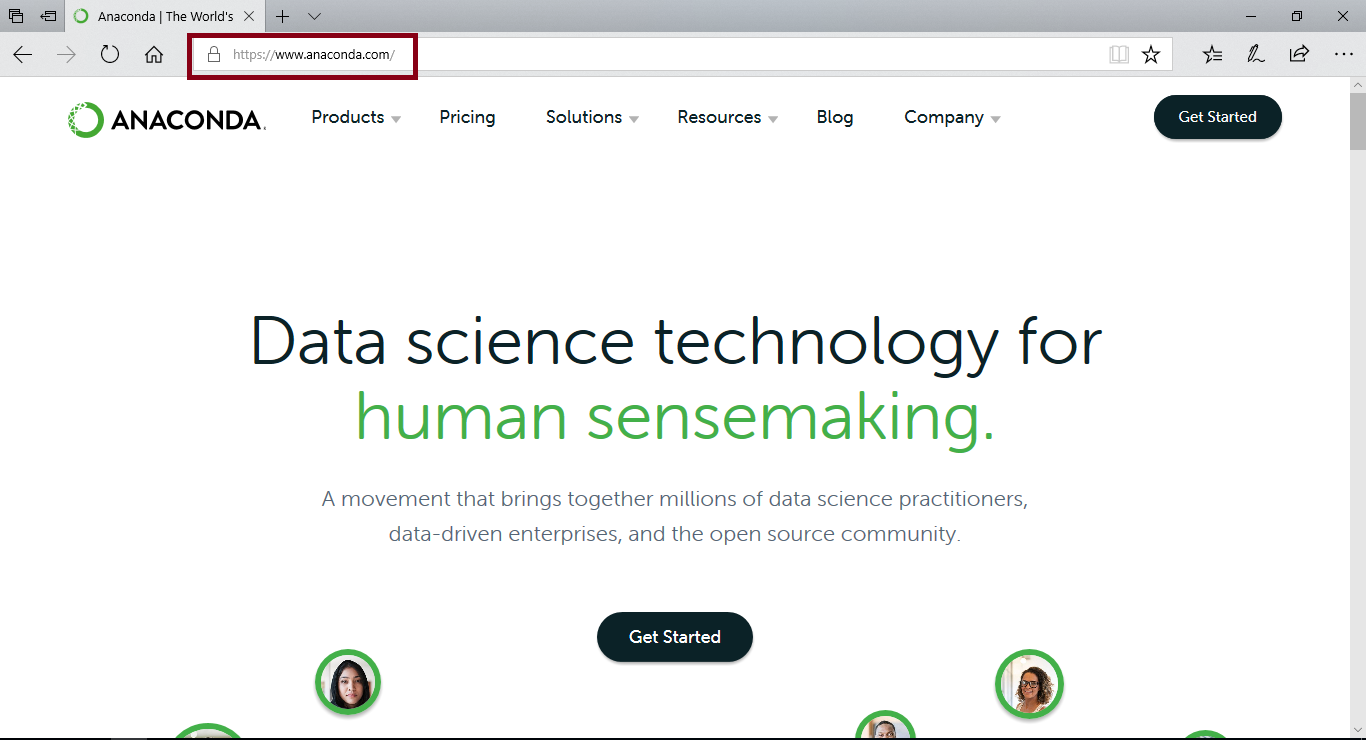 Anaconda | The World's
https://www.anaconda.com/
ANACONDA.
Products Pricing Solutions Resources Blog Company Get Started
Data science technology for
human sensemaking.
A movement that brings together millions of data science practitioners,
data-driven enterprises, and the open source community.
Get Started